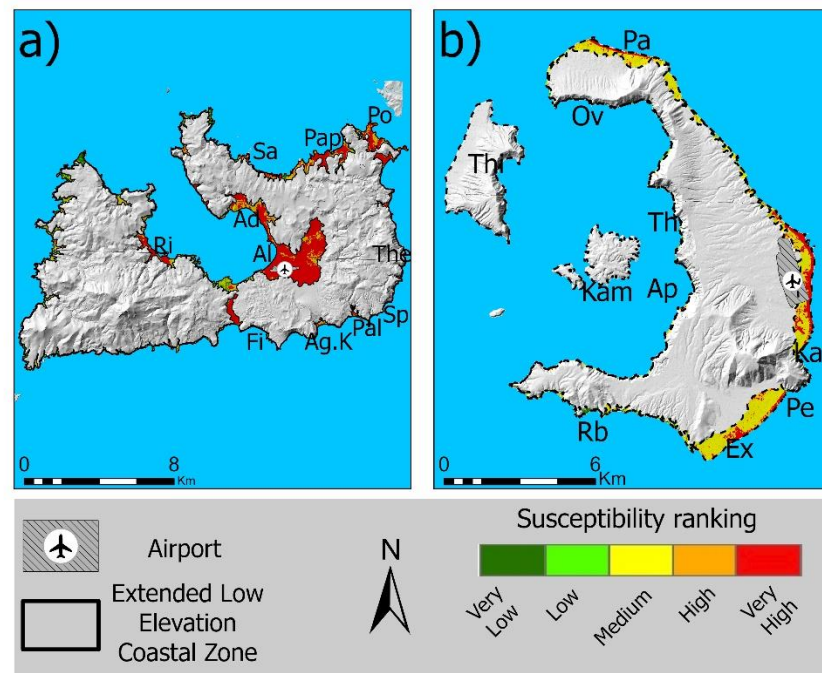 a)
Po
Sa
Pap
Ad
Ri
Al
The
Sp
Pal
Fi
Ag.K
0
8
Km
b)
Pa
Ov
Thi
Th
Kam
Ap
Ka
Pe
Rb
Ex
0
6
Km
Airport
Extended Low
Elevation
Coastal Zone
N
Susceptibility ranking
Very
Low
Low
Medium
High
Very
High